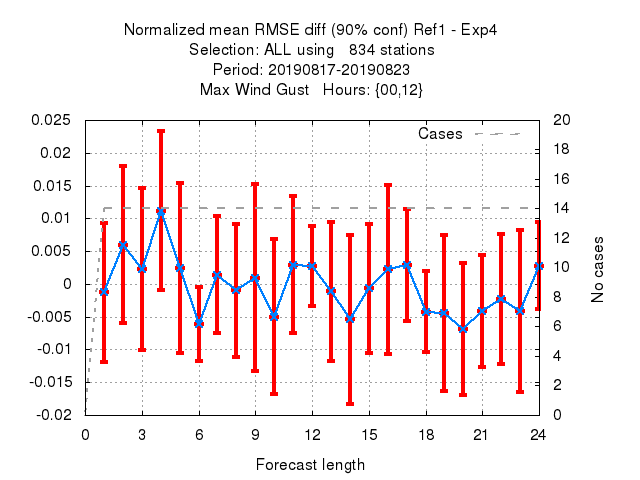 Normalized mean RMSE diff (90% conf) Ref1 - Exp4
Selection: ALL using   834 stations
Period: 20190817-20190823
Max Wind Gust   Hours: {00,12}
Cases
0.025
0.02
0.015
0.01
0.005
0
-0.005
-0.01
-0.015
-0.02
20
18
16
14
12
10
8
6
4
2
0
No cases
0 3 6 9 12 15 18 21 24
Forecast length